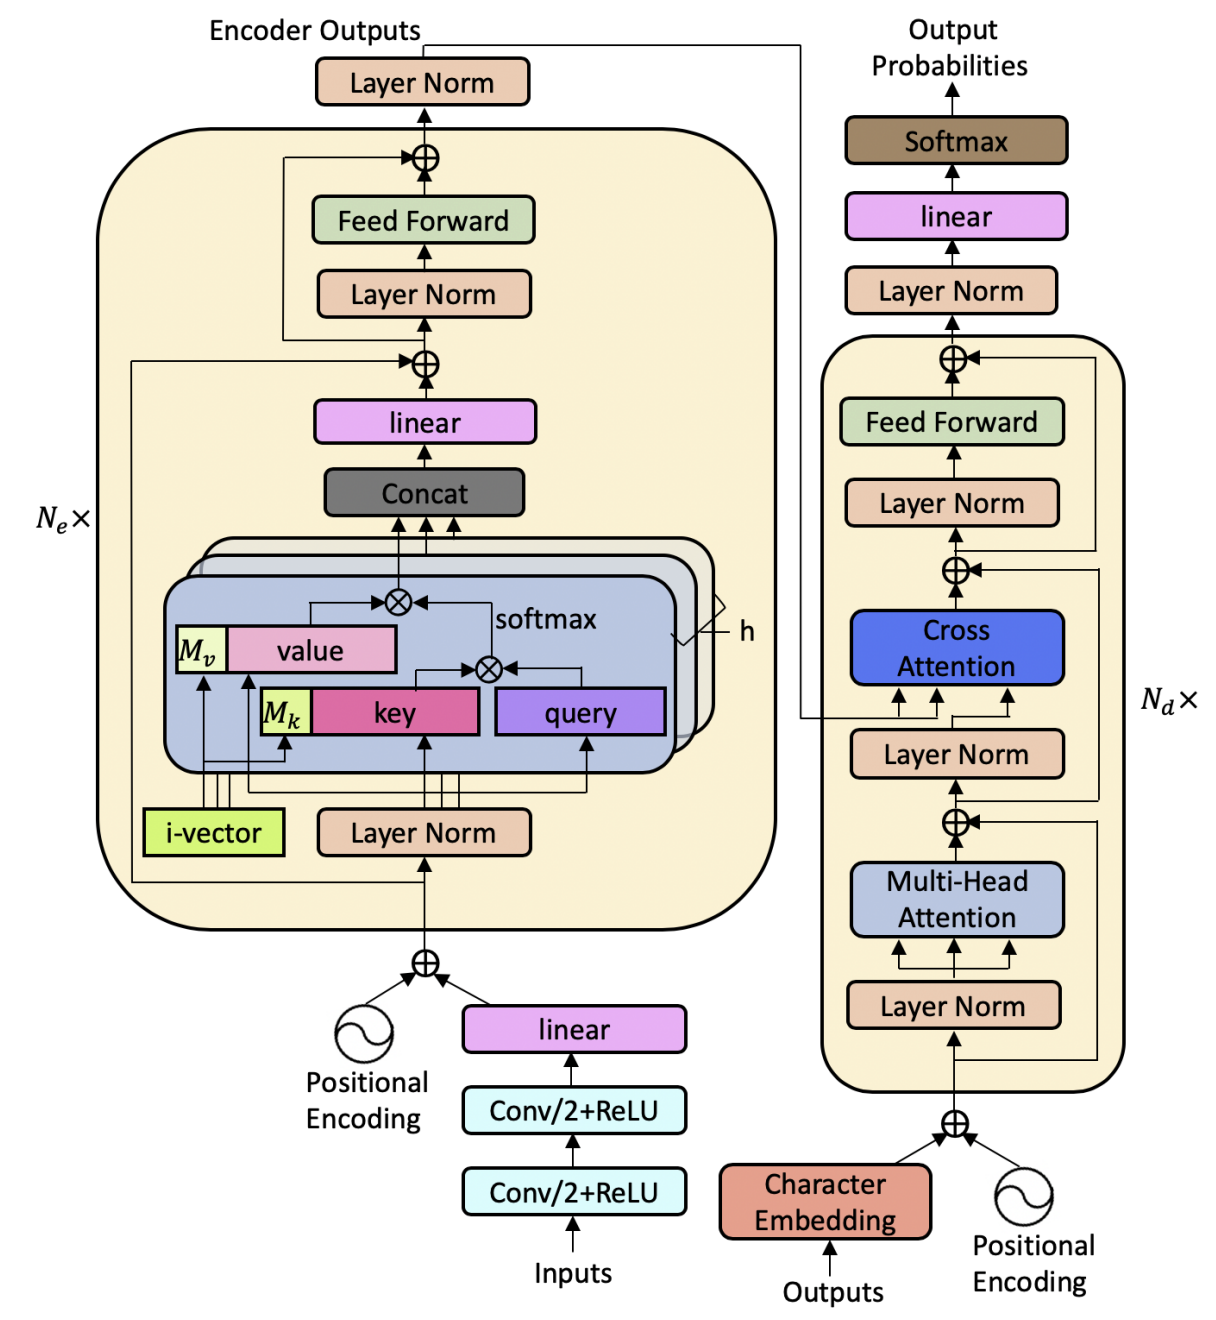 Encoder Outputs
Layer Norm
Feed Forward
Layer Norm
linear
Concat
softmax
M_v value
M_k key
query
h
N_e×
i-vector
Layer Norm
Positional
Encoding
linear
Conv/2+ReLU
Conv/2+ReLU
Inputs
Output
Probabilities
Softmax
linear
Layer Norm
Feed Forward
Layer Norm
Cross
Attention
N_d×
Layer Norm
Multi-Head
Attention
Layer Norm
Character
Embedding
Positional
Encoding
Outputs